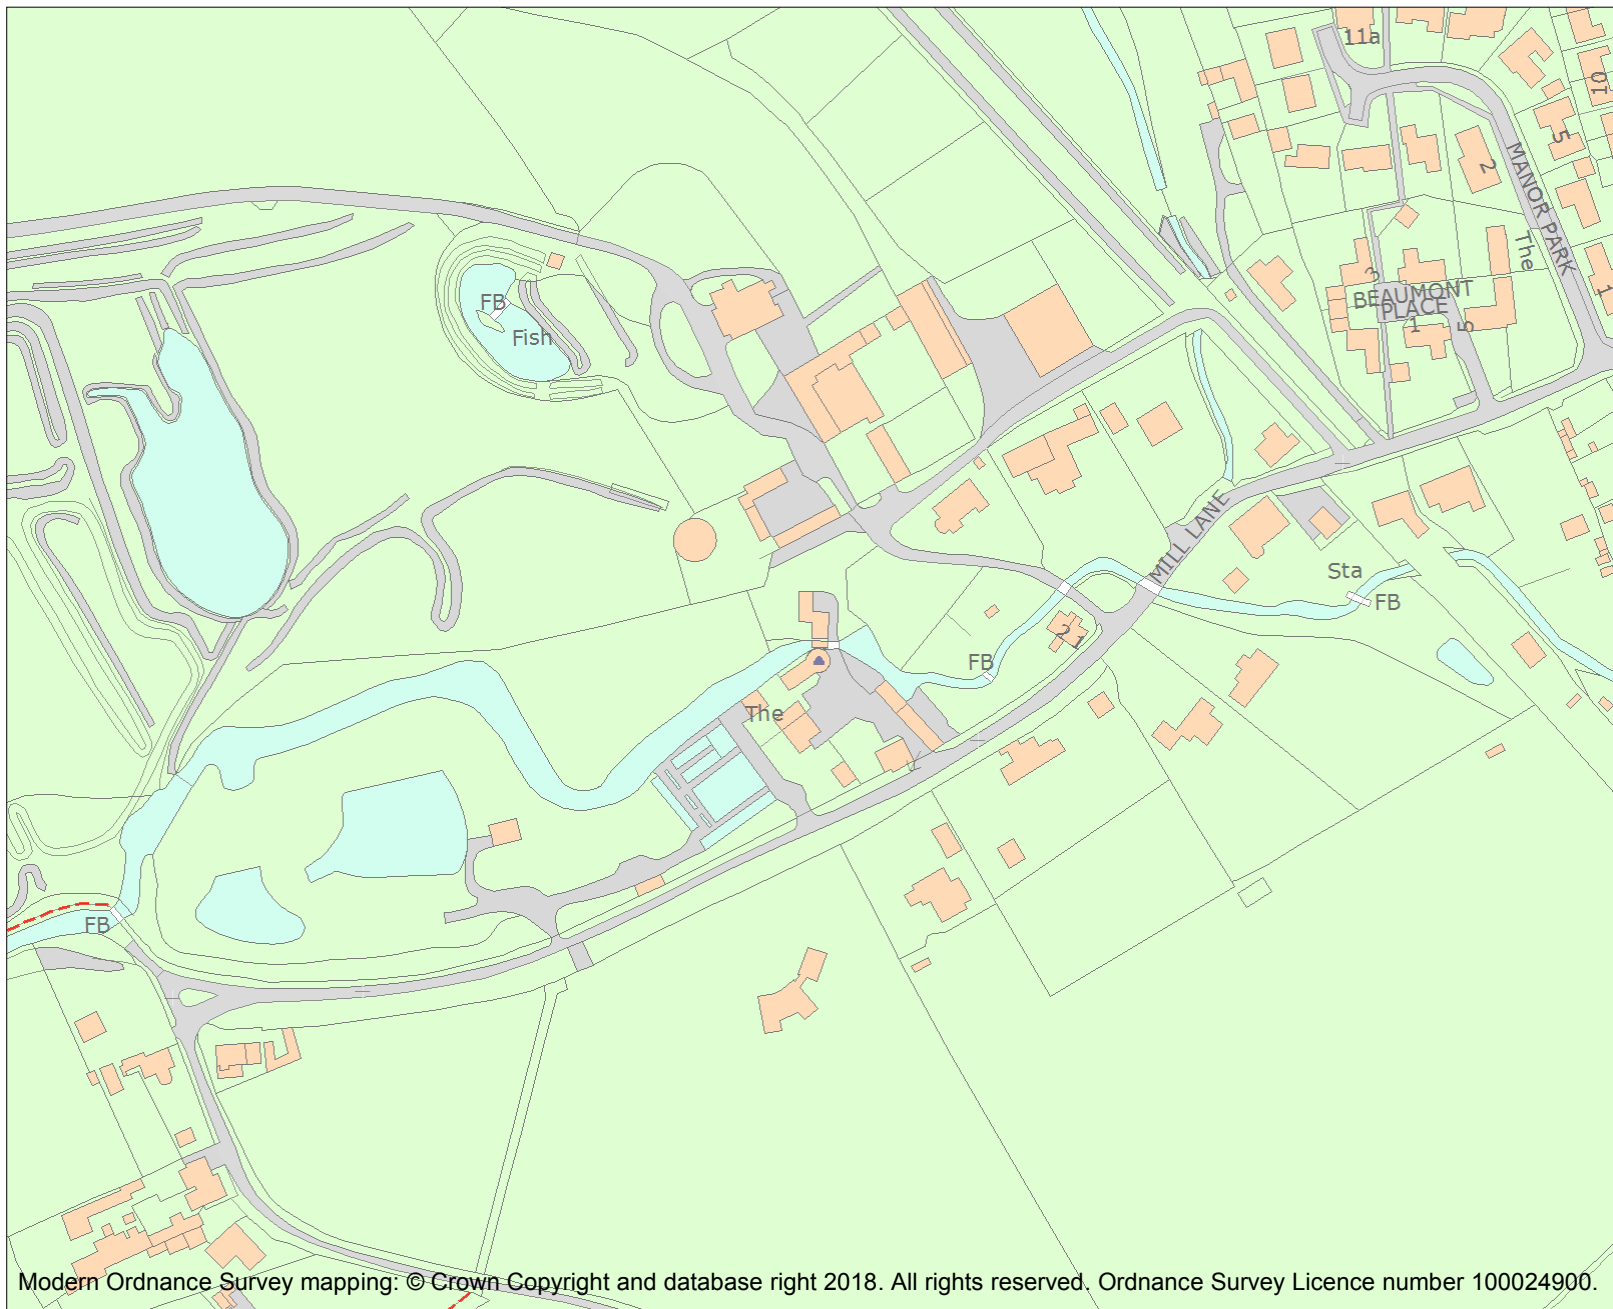 11a
10
5
2
MANOR PARK
The
3
BEAUMONT
PLACE
1
5
1
FB
Fish
MILL LANE
Sta
FB
2
1
FB
The
FB
Modern Ordnance Survey mapping: © Crown Copyright and database right 2018. All rights reserved. Ordnance Survey Licence number 100024900.